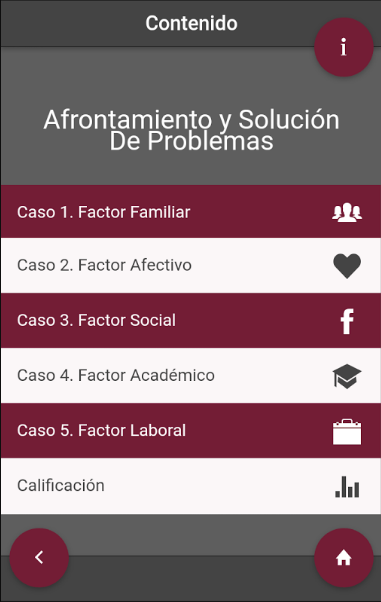 Contenido
i
Afrontamiento y Solución
De Problemas
Caso 1. Factor Familiar
Caso 2. Factor Afectivo
Caso 3. Factor Social
Caso 4. Factor Académico
Caso 5. Factor Laboral
Calificación